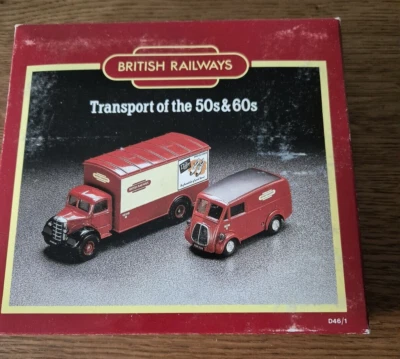 BRITISH RAILWAYS
Transport of the 50s & 60s
D46/1